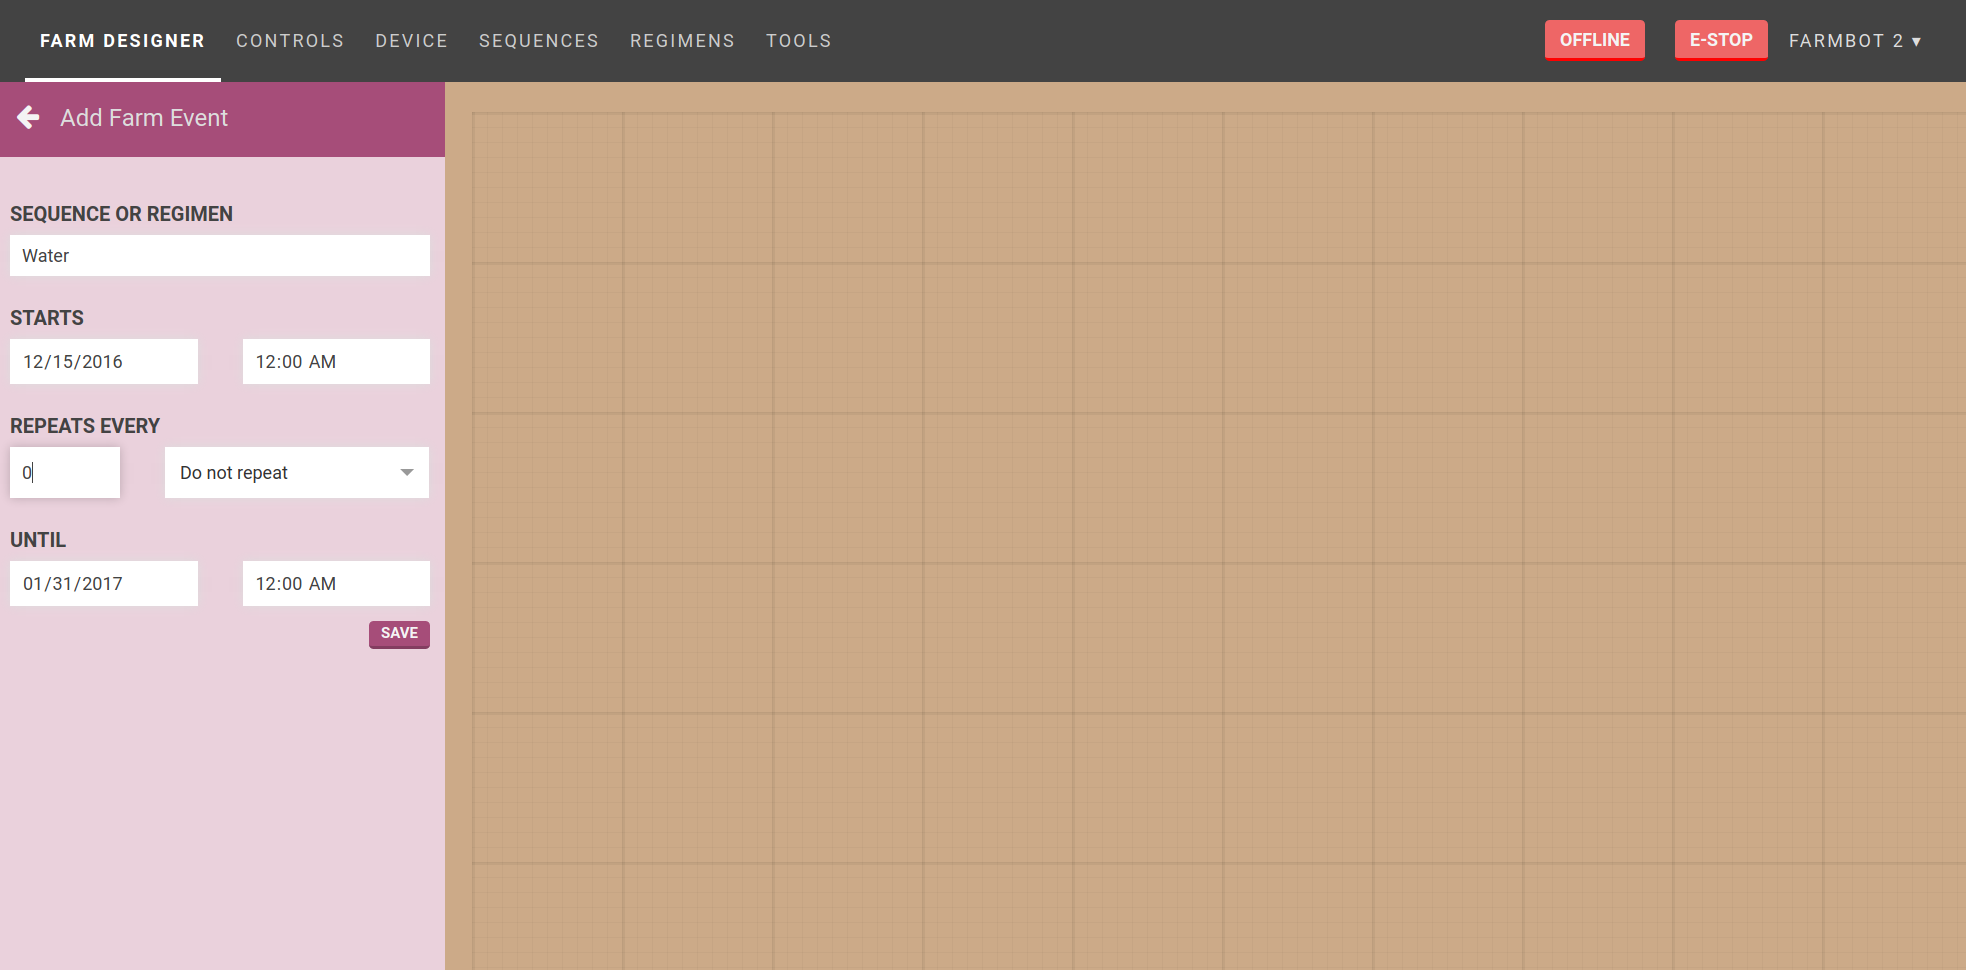 FARM DESIGNER CONTROLS DEVICE SEQUENCES REGIMENS TOOLS OFFLINE E-STOP FARMBOT 2 ▾
Add Farm Event
SEQUENCE OR REGIMEN
Water
STARTS
12/15/2016 12:00 AM
REPEATS EVERY
0 Do not repeat
UNTIL
01/31/2017 12:00 AM
SAVE